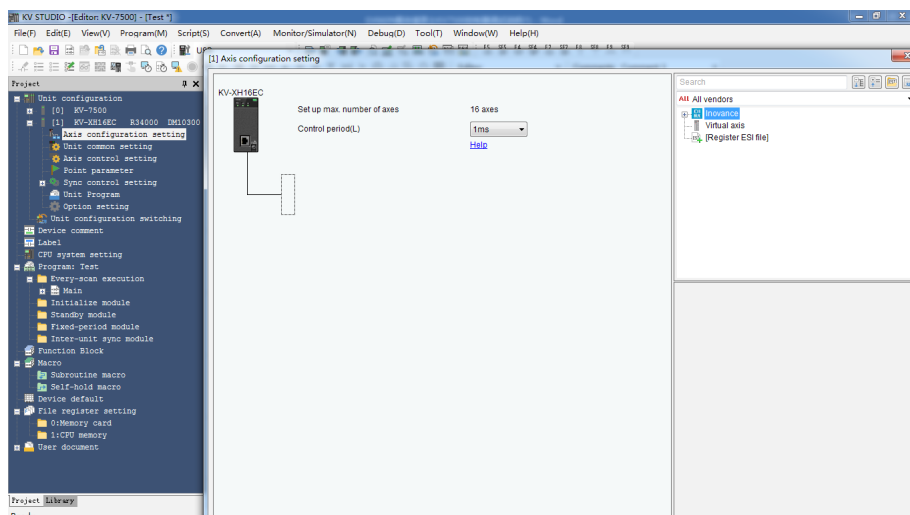 KV STUDIO -[Editor: KV-7500] - [Test *]
File(F) Edit(E) View(V) Program(M) Script(S) Convert(A) Monitor/Simulator(N) Debug(D) Tool(T) Window(W) Help(H)
[1] Axis configuration setting
Project
Unit configuration
[0] KV-7500
[1] KV-XH16EC R34000 DM10300
Axis configuration setting
Unit common setting
Axis control setting
Point parameter
Sync control setting
Unit Program
Option setting
Unit configuration switching
Device comment
Label
CPU system setting
Program: Test
Every-scan execution
Main
Initialize module
Standby module
Fixed-period module
Inter-unit sync module
Function Block
Macro
Subroutine macro
Self-hold macro
Device default
File register setting
0:Memory card
1:CPU memory
User document
Project Library
KV-XH16EC
Set up max. number of axes 16 axes
Control period(L) 1ms
Help
Search
All All vendors
Inovance
Virtual axis
[Register ESI file]